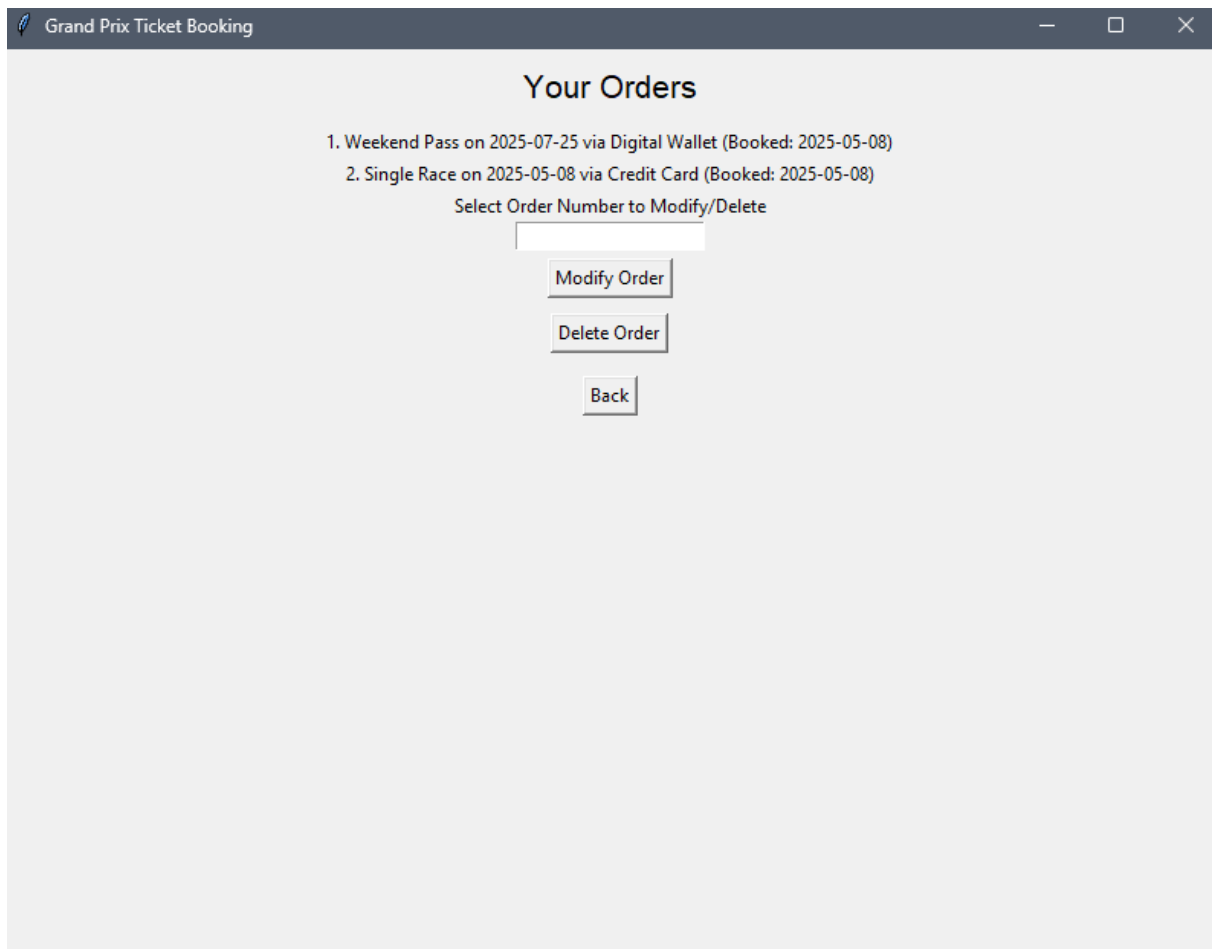 Grand Prix Ticket Booking
Your Orders
1. Weekend Pass on 2025-07-25 via Digital Wallet (Booked: 2025-05-08)
2. Single Race on 2025-05-08 via Credit Card (Booked: 2025-05-08)
Select Order Number to Modify/Delete
Modify Order
Delete Order
Back